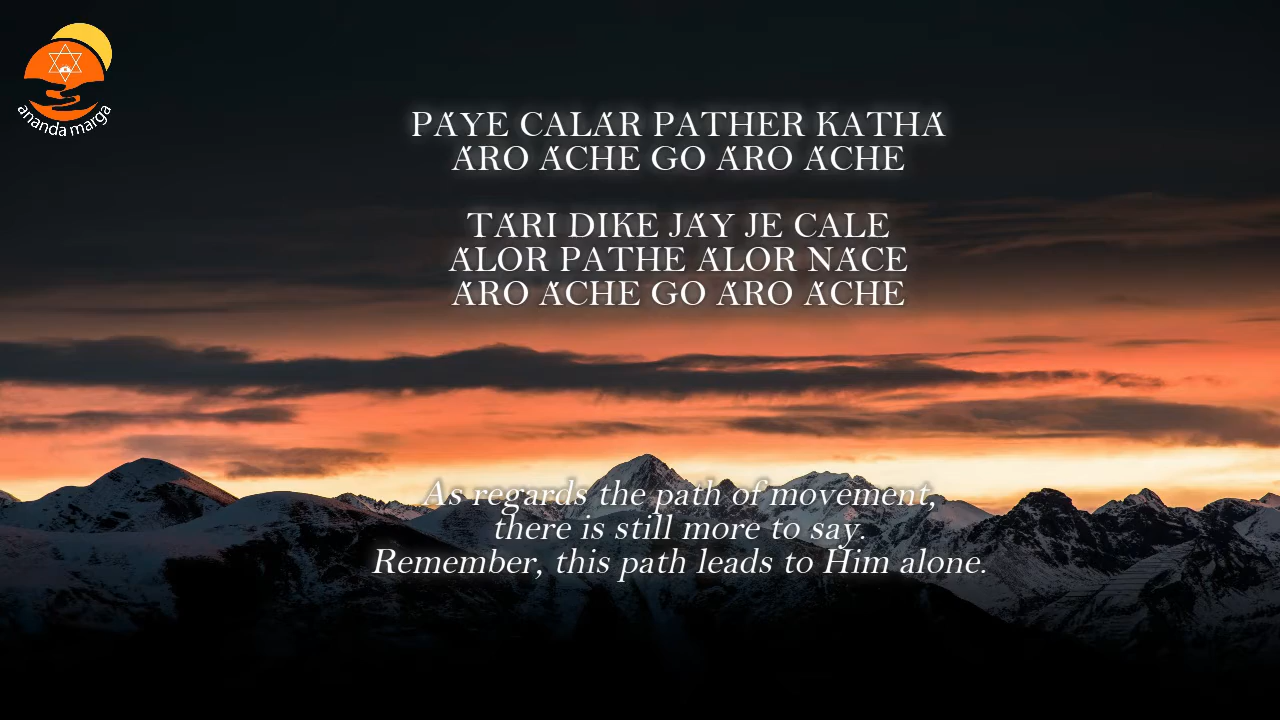 ananda marga
PÁYE CALÁR PATHER KATHÁ
ÁRO ÁCHE GO ÁRO ÁCHE
TÁRI DIKE JÁY JE CALE
ÁLOR PATHE ÁLOR NÁCE
ÁRO ÁCHE GO ÁRO ÁCHE
As regards the path of movement,
there is still more to say.
Remember, this path leads to Him alone.